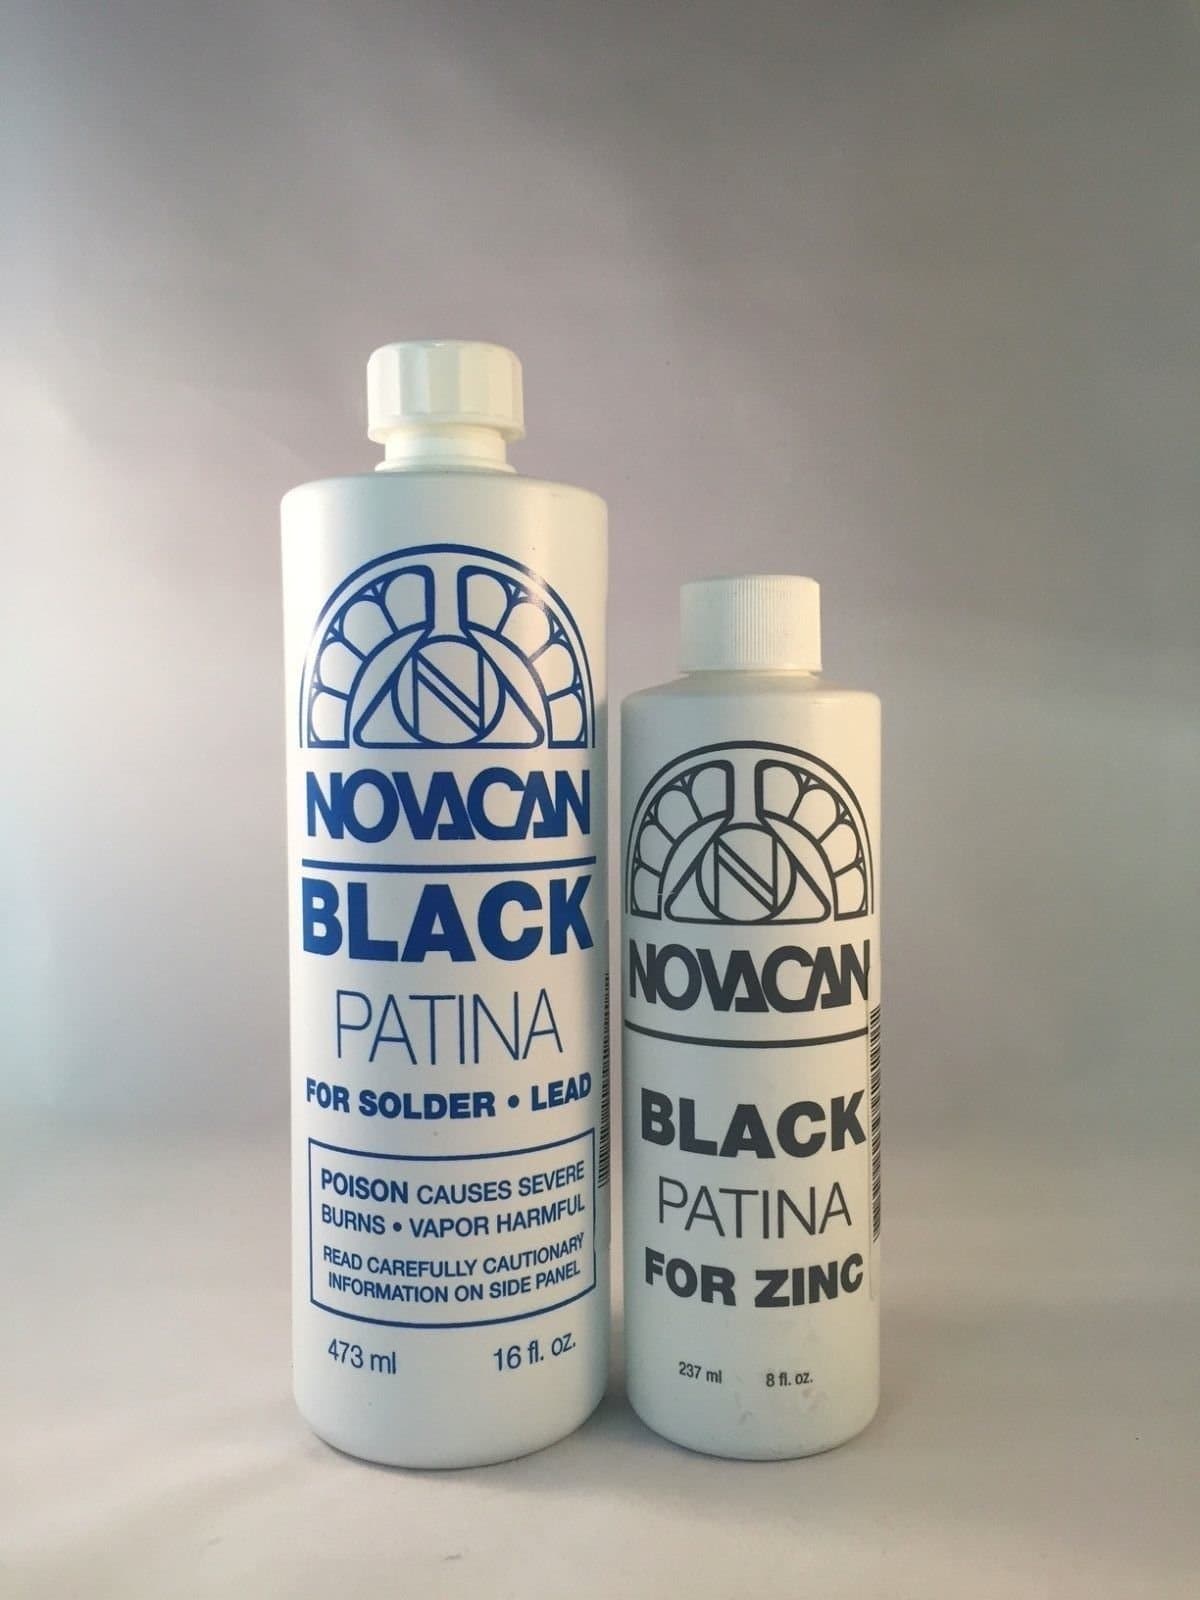 NOVACAN
BLACK
PATINA
FOR SOLDER • LEAD
POISON CAUSES SEVERE
BURNS • VAPOR HARMFUL
READ CAREFULLY CAUTIONARY
INFORMATION ON SIDE PANEL
473 ml 16 fl. oz.
NOVACAN
BLACK
PATINA
FOR ZINC
237 ml 8 fl. oz.